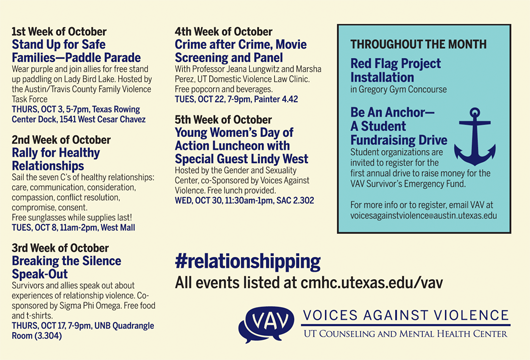 1st Week of October
Stand Up for Safe
Families—Paddle Parade
Wear purple and join allies for free stand
up paddling on Lady Bird Lake. Hosted by
the Austin/Travis County Family Violence
Task Force
THURS, OCT 3, 5-7pm, Texas Rowing
Center Dock, 1541 West Cesar Chavez
2nd Week of October
Rally for Healthy
Relationships
Sail the seven C's of healthy relationships:
care, communication, consideration,
compassion, conflict resolution,
compromise, consent.
Free sunglasses while supplies last!
TUES, OCT 8, 11am-2pm, West Mall
3rd Week of October
Breaking the Silence
Speak-Out
Survivors and allies speak out about
experiences of relationship violence. Co-
sponsored by Sigma Phi Omega. Free food
and t-shirts.
THURS, OCT 17, 7-9pm, UNB Quadrangle
Room (3.304)
4th Week of October
Crime after Crime, Movie
Screening and Panel
With Professor Jeana Lungwitz and Marsha
Perez, UT Domestic Violence Law Clinic.
Free popcorn and beverages.
TUES, OCT 22, 7-9pm, Painter 4.42
5th Week of October
Young Women's Day of
Action Luncheon with
Special Guest Lindy West
Hosted by the Gender and Sexuality
Center, co-Sponsored by Voices Against
Violence. Free lunch provided.
WED, OCT 30, 11:30am-1pm, SAC 2.302
THROUGHOUT THE MONTH
Red Flag Project
Installation
in Gregory Gym Concourse
Be An Anchor—
A Student
Fundraising Drive
Student organizations are
invited to register for the
first annual drive to raise money for the
VAV Survivor's Emergency Fund.
For more info or to register, email VAV at
voicesagainstviolence@austin.utexas.edu
#relationshipping
All events listed at cmhc.utexas.edu/vav
VAV
VOICES AGAINST VIOLENCE
UT COUNSELING AND MENTAL HEALTH CENTER